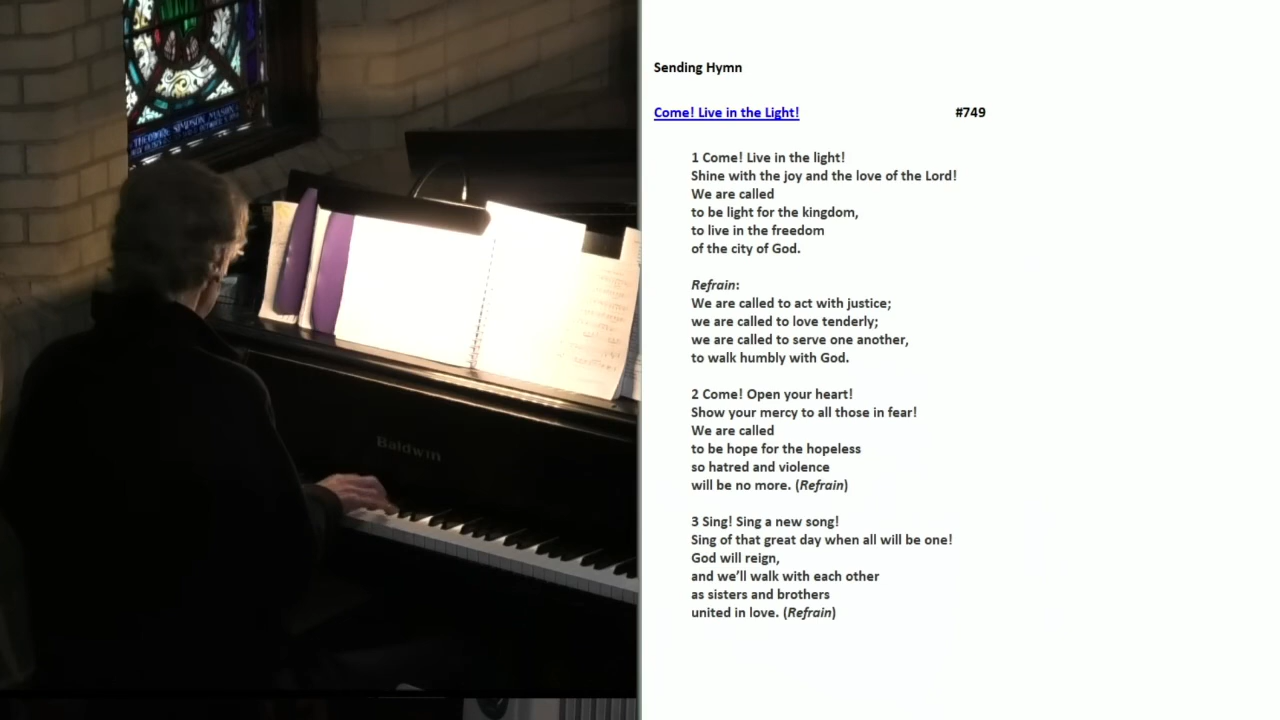 THEODORE SIMPSON MASON
Baldwin
Sending Hymn
Come! Live in the Light! #749
1 Come! Live in the light!
Shine with the joy and the love of the Lord!
We are called
to be light for the kingdom,
to live in the freedom
of the city of God.
Refrain:
We are called to act with justice;
we are called to love tenderly;
we are called to serve one another,
to walk humbly with God.
2 Come! Open your heart!
Show your mercy to all those in fear!
We are called
to be hope for the hopeless
so hatred and violence
will be no more. (Refrain)
3 Sing! Sing a new song!
Sing of that great day when all will be one!
God will reign,
and we’ll walk with each other
as sisters and brothers
united in love. (Refrain)